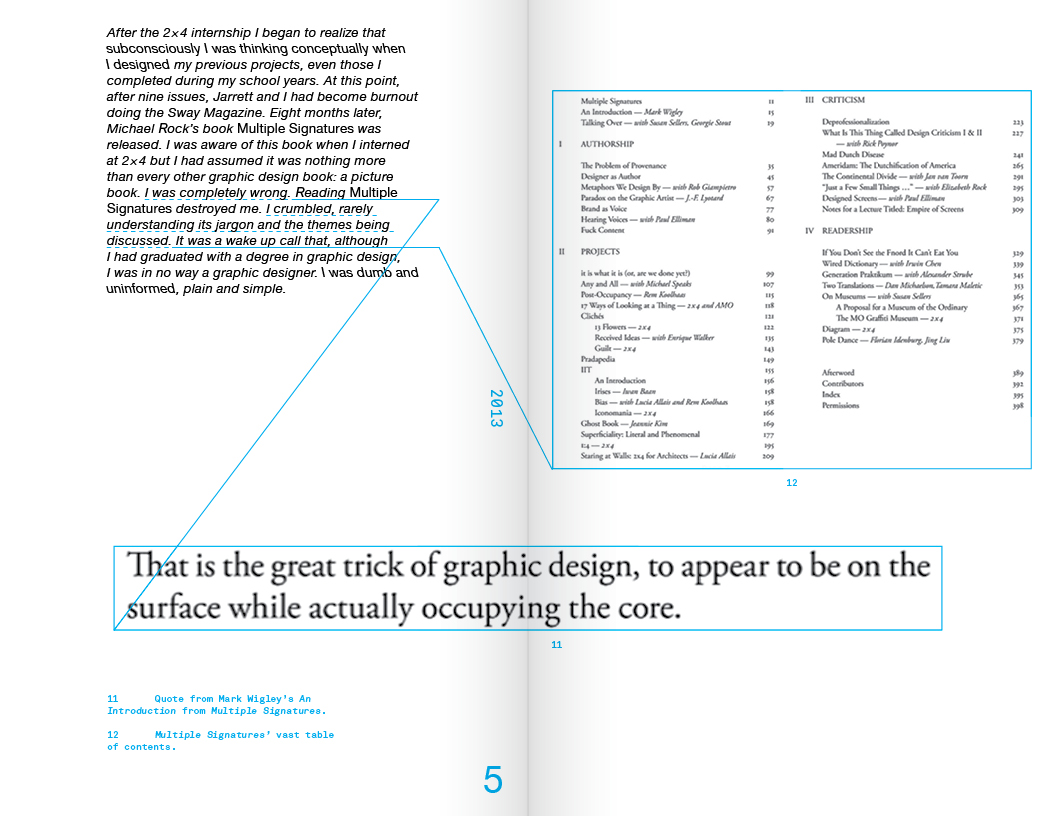 After the 2×4 internship I began to realize that
subconsciously I was thinking conceptually when
I designed my previous projects, even those I
completed during my school years. At this point,
after nine issues, Jarrett and I had become burnout
doing the Sway Magazine. Eight months later,
Michael Rock's book Multiple Signatures was
released. I was aware of this book when I interned
at 2×4 but I had assumed it was nothing more
than every other graphic design book: a picture
book. I was completely wrong. Reading Multiple
Signatures destroyed me. I crumbled, rarely
understanding its jargon and the themes being
discussed. It was a wake up call that, although
I had graduated with a degree in graphic design,
I was in no way a graphic designer. I was dumb and
uninformed, plain and simple.
2013
Multiple Signatures 11
An Introduction — Mark Wigley 15
Talking Over — with Susan Sellers, Georgie Stout 19
I AUTHORSHIP
The Problem of Provenance 35
Designer as Author 45
Metaphors We Design By — with Rob Giampietro 57
Paradox on the Graphic Artist — J.-F. Lyotard 67
Brand as Voice 77
Hearing Voices — with Paul Elliman 80
Fuck Content 91
II PROJECTS
it is what it is (or, are we done yet?) 99
Any and All — with Michael Speaks 107
Post-Occupancy — Rem Koolhaas 115
17 Ways of Looking at a Thing — 2x4 and AMO 118
Clichés 121
13 Flowers — 2x4 122
Received Ideas — with Enrique Walker 135
Guilt — 2x4 143
Pradapedia 149
IIT 155
An Introduction 156
Irises — Iwan Baan 158
Bias — with Lucia Allais and Rem Koolhaas 158
Iconomania — 2x4 166
Ghost Book — Jeannie Kim 169
Superficiality: Literal and Phenomenal 177
1:4 — 2x4 195
Staring at Walls: 2x4 for Architects — Lucia Allais 209
III CRITICISM
Deprofessionalization 223
What Is This Thing Called Design Criticism I & II 227
— with Rick Poynor
Mad Dutch Disease 241
Ameridam: The Dutchification of America 265
The Continental Divide — with Jan van Toorn 291
“Just a Few Small Things ...” — with Elizabeth Rock 295
Designed Screens — with Paul Elliman 303
Notes for a Lecture Titled: Empire of Screens 309
IV READERSHIP
If You Don't See the Fnord It Can't Eat You 329
Wired Dictionary — with Irwin Chen 339
Generation Praktikum — with Alexander Strube 345
Two Translations — Dan Michaelson, Tamara Maletic 353
On Museums — with Susan Sellers 365
A Proposal for a Museum of the Ordinary 367
The MO Graffiti Museum — 2x4 371
Diagram — 2x4 375
Pole Dance — Florian Idenburg, Jing Liu 379
Afterword 389
Contributors 392
Index 395
Permissions 398
12
That is the great trick of graphic design, to appear to be on the
surface while actually occupying the core.
11
11 Quote from Mark Wigley's An
Introduction from Multiple Signatures.
12 Multiple Signatures' vast table
of contents.
5